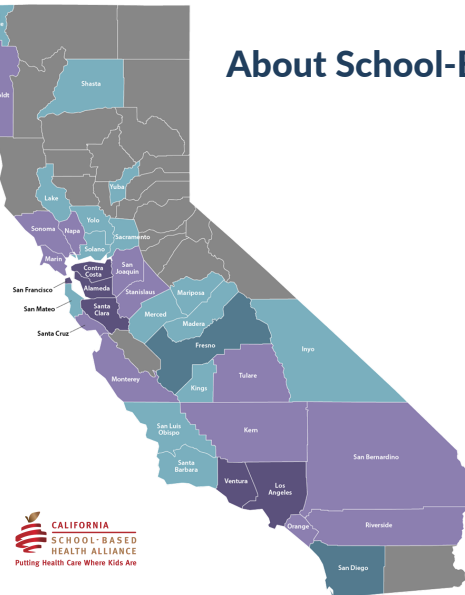 About School-B
e
Shasta
ldt
Yuba
Lake
Yolo
Sonoma
Napa
Sacramento
Solano
Marin
Contra
Costa
San
Joaquin
San Francisco
Alameda
Stanislaus
Mariposa
San Mateo
Santa
Clara
Merced
Madera
Santa Cruz
Fresno
Inyo
Monterey
Kings
Tulare
San Luis
Obispo
Kern
San Bernardino
Santa
Barbara
Ventura
Los
Angeles
Orange
Riverside
San Diego
CALIFORNIA
SCHOOL-BASED
HEALTH ALLIANCE
Putting Health Care Where Kids Are